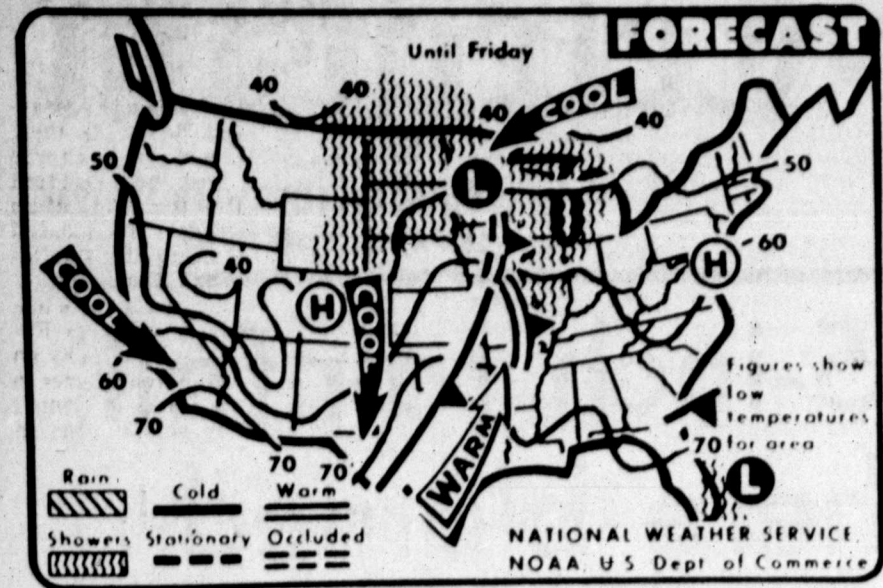 FORECAST
Until Friday
40
40
40
COOL
40
50
L
50
40
H
H
60
COOL
COOL
60
70
70
70
WARM
Figures show
low
temperatures
70 for area
L
Rain
Cold
Warm
Showers
Stationary
Occluded
NATIONAL WEATHER SERVICE,
NOAA, U S Dept of Commerce